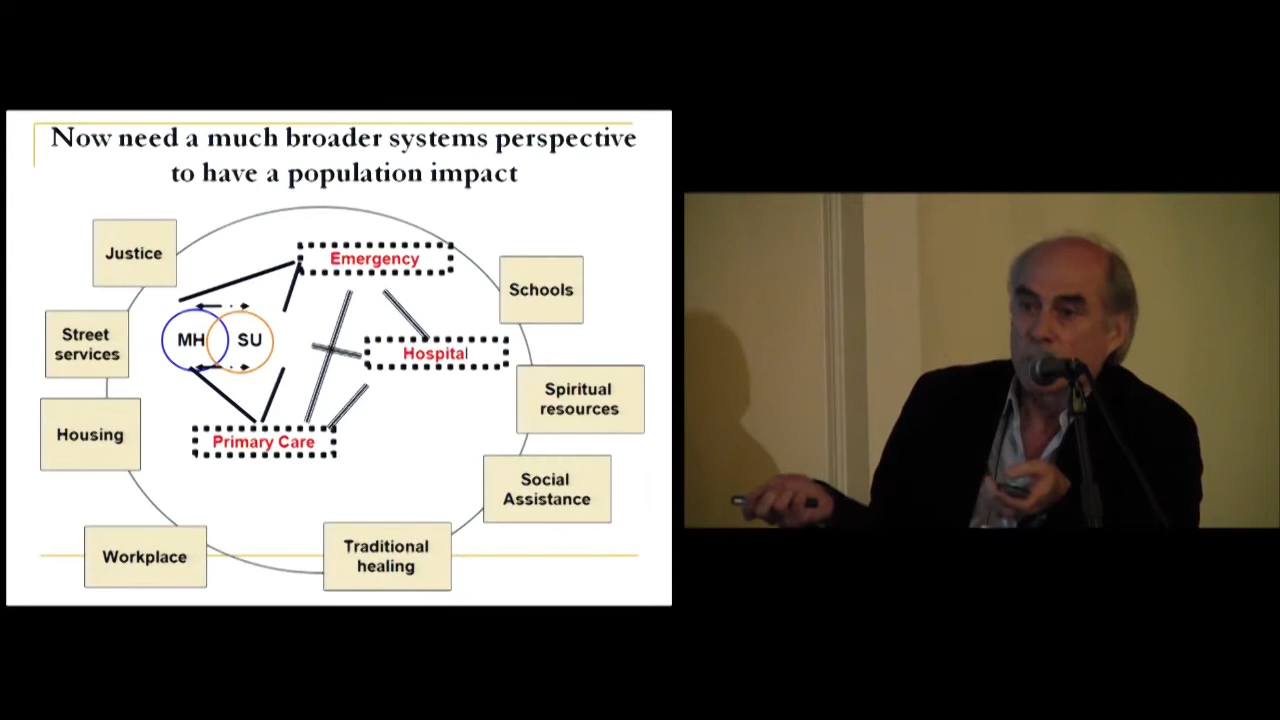 Now need a much broader systems perspective
to have a population impact
Justice
Emergency
Schools
Street
services
MH
SU
Hospital
Spiritual
resources
Housing
Primary Care
Social
Assistance
Workplace
Traditional
healing